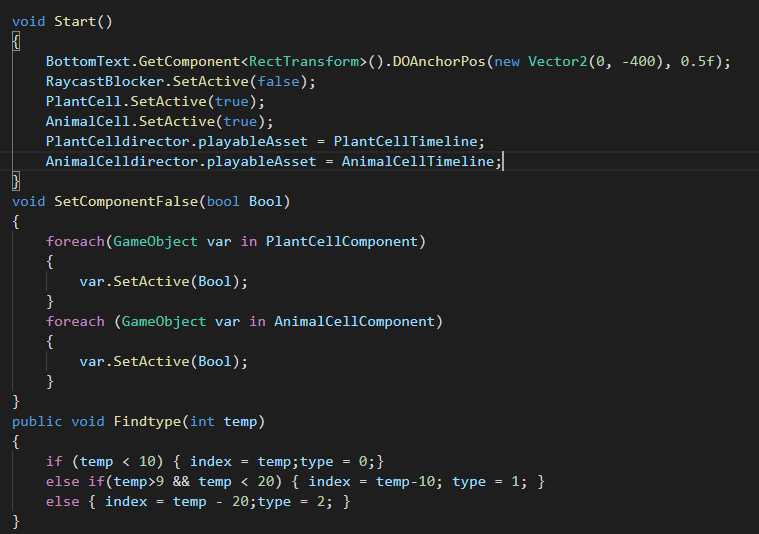 void Start()
{
BottomText.GetComponent<RectTransform>().DOAnchorPos(new Vector2(0, -400), 0.5f);
RaycastBlocker.SetActive(false);
PlantCell.SetActive(true);
AnimalCell.SetActive(true);
PlantCelldirector.playableAsset = PlantCellTimeline;
AnimalCelldirector.playableAsset = AnimalCellTimeline;
}
void SetComponentFalse(bool Bool)
{
foreach(GameObject var in PlantCellComponent)
{
var.SetActive(Bool);
}
foreach (GameObject var in AnimalCellComponent)
{
var.SetActive(Bool);
}
}
public void Findtype(int temp)
{
if (temp < 10) { index = temp;type = 0;}
else if(temp>9 && temp < 20) { index = temp-10; type = 1; }
else { index = temp - 20;type = 2; }
}